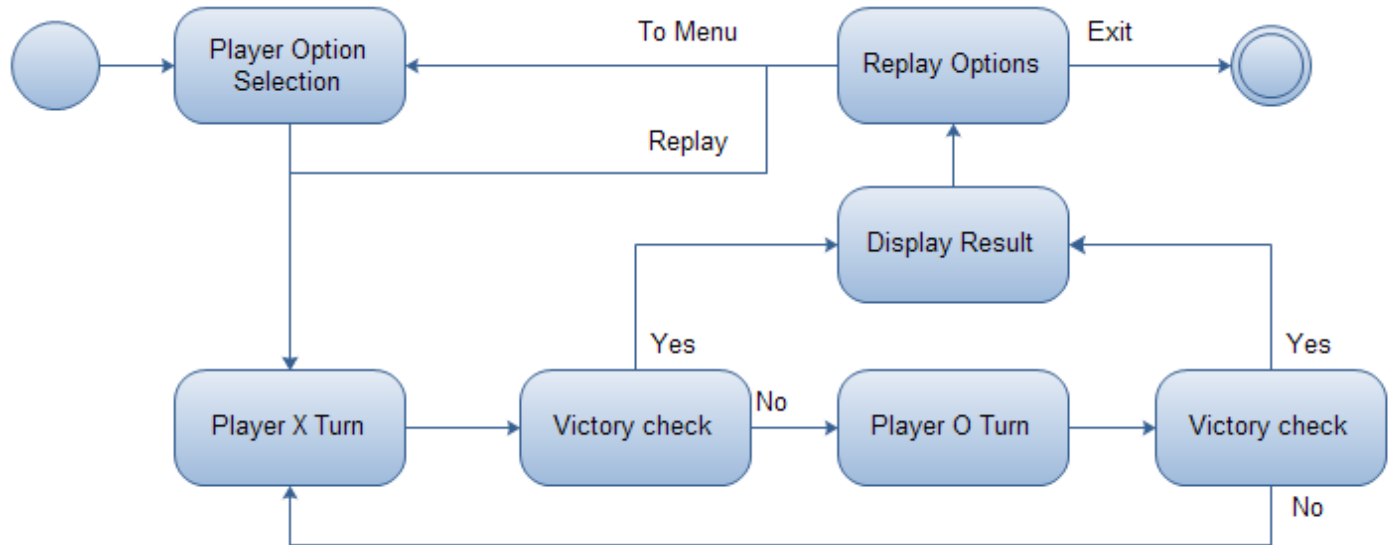 Player Option
Selection
To Menu
Replay Options
Exit
Replay
Display Result
Yes
Yes
Player X Turn
Victory check
No
Player O Turn
Victory check
No